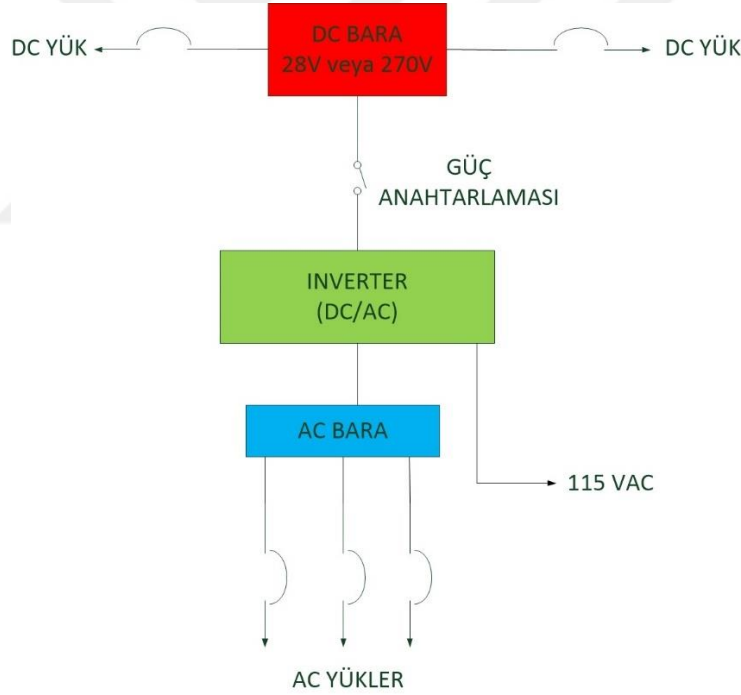 DC BARA
28V veya 270V
DC YÜK
DC YÜK
GÜÇ
ANAHTARLAMASI
INVERTER
(DC/AC)
AC BARA
115 VAC
AC YÜKLER